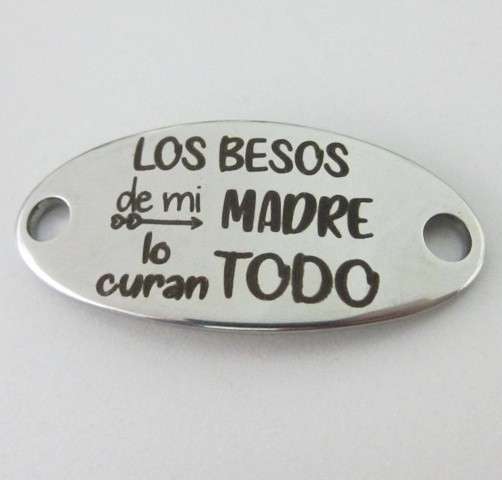 LOS BESOS
de mi MADRE
lo
curan TODO